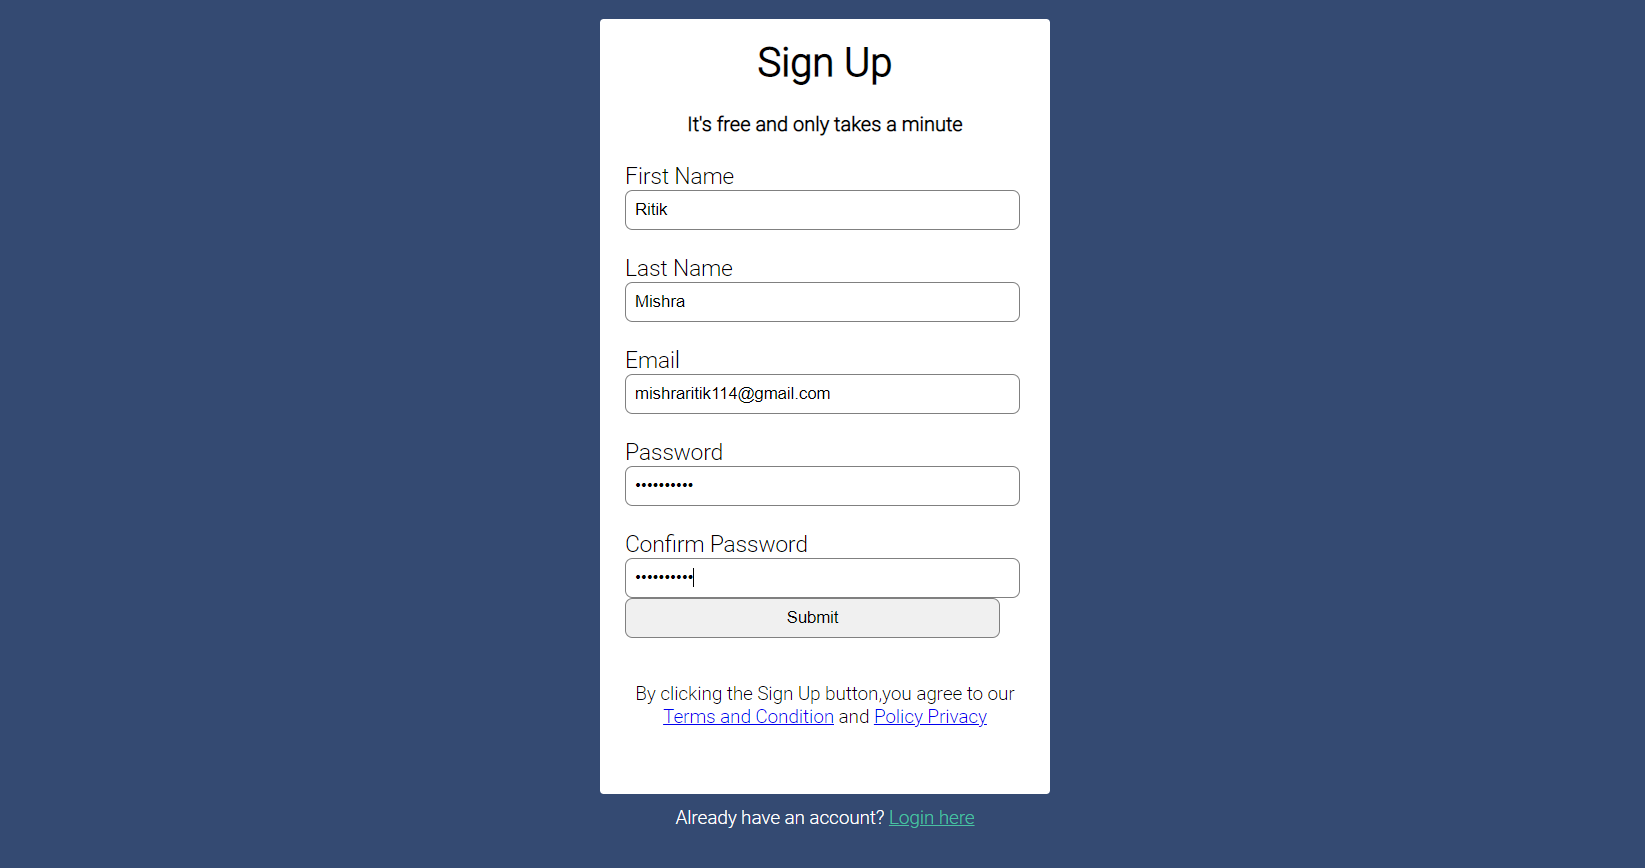 Sign Up
It's free and only takes a minute
First Name
Ritik
Last Name
Mishra
Email
mishraritik114@gmail.com
Password
••••••••••
Confirm Password
••••••••••
Submit
By clicking the Sign Up button,you agree to our
Terms and Condition and Policy Privacy
Already have an account? Login here